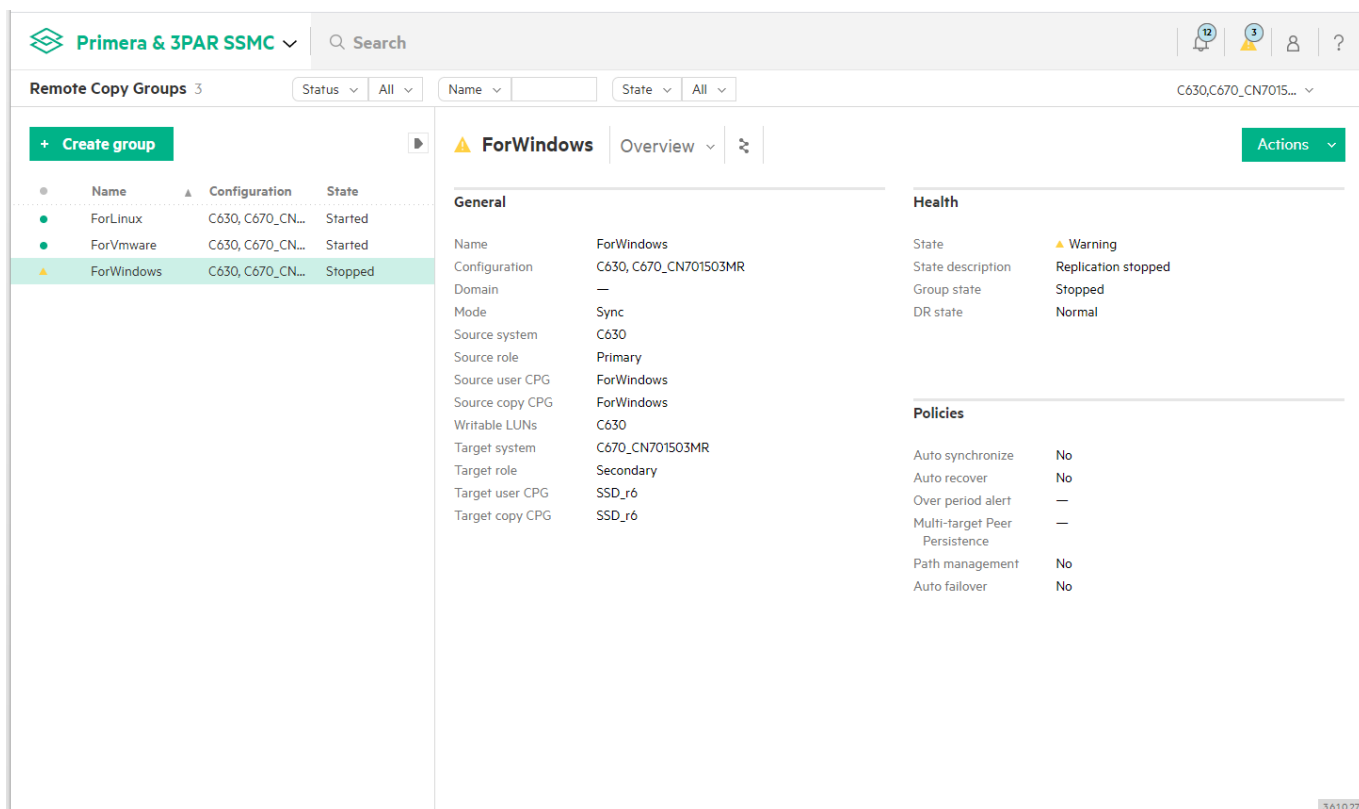 Primera & 3PAR SSMC
Search
12
3
?
Remote Copy Groups 3
Status All
Name
State All
C630,C670_CN7015...
+ Create group
Name Configuration State
ForLinux C630, C670_CN... Started
ForVmware C630, C670_CN... Started
ForWindows C630, C670_CN... Stopped
ForWindows
Overview
Actions
General
Name ForWindows
Configuration C630, C670_CN701503MR
Domain —
Mode Sync
Source system C630
Source role Primary
Source user CPG ForWindows
Source copy CPG ForWindows
Writable LUNs C630
Target system C670_CN701503MR
Target role Secondary
Target user CPG SSD_r6
Target copy CPG SSD_r6
Health
State Warning
State description Replication stopped
Group state Stopped
DR state Normal
Policies
Auto synchronize No
Auto recover No
Over period alert —
Multi-target Peer —
Persistence
Path management No
Auto failover No